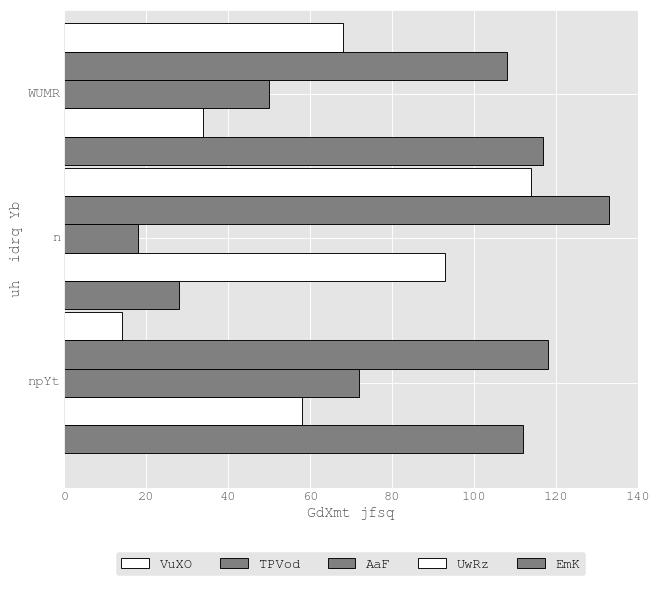 WUMR
n
npYt
uh idrq Yb
0 20 40 60 80 100 120 140
GdXmt jfsq
VuXO TPVod AaF UwRz EmK